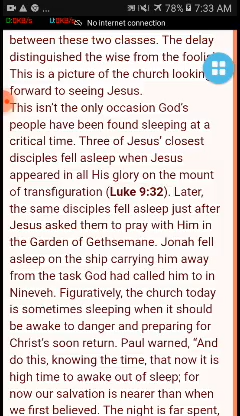 0:0KB/s
U:0KB/s
No internet connection
78%
7:33 AM
between these two classes. The delay
distinguished the wise from the foolis
This is a picture of the church looking
forward to seeing Jesus.
This isn't the only occasion God's
people have been found sleeping at a
critical time. Three of Jesus' closest
disciples fell asleep when Jesus
appeared in all His glory on the mount
of transfiguration (Luke 9:32). Later,
the same disciples fell asleep just after
Jesus asked them to pray with Him in
the Garden of Gethsemane. Jonah fell
asleep on the ship carrying him away
from the task God had called him to in
Nineveh. Figuratively, the church today
is sometimes sleeping when it should
be awake to danger and preparing for
Christ's soon return. Paul warned, “And
do this, knowing the time, that now it is
high time to awake out of sleep; for
now our salvation is nearer than when
we first believed. The night is far spent,